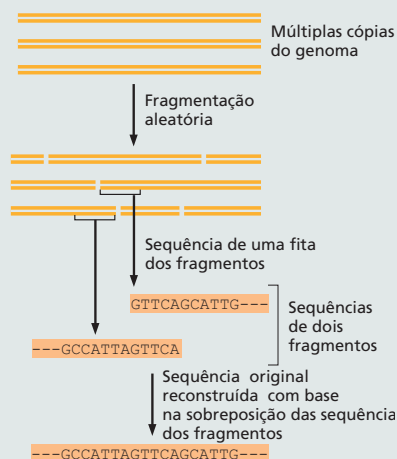 Múltiplas cópias
do genoma
Fragmentação
aleatória
Sequência de uma fita
dos fragmentos
GTTCAGCATTG---
Sequências
de dois
fragmentos
---GCCATTAGTTCA
Sequência original
reconstruída com base
na sobreposição das sequência
dos fragmentos
---GCCATTAGTTCAGCATTG---